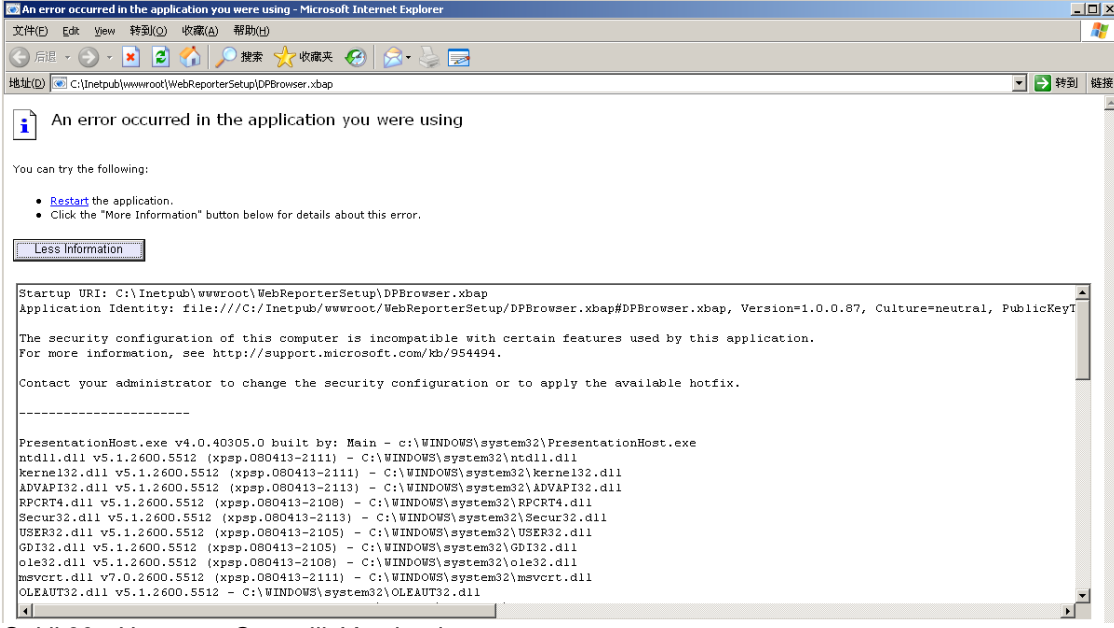 An error occurred in the application you were using - Microsoft Internet Explorer
文件(F) Edit View 转到(O) 收藏(A) 帮助(H)
后退 搜索 收藏夹
地址(D) C:\Inetpub\wwwroot\WebReporterSetup\DPBrowser.xbap 转到 链接
An error occurred in the application you were using
You can try the following:
Restart the application.
Click the "More Information" button below for details about this error.
Less Information
Startup URI: C:\Inetpub\wwwroot\WebReporterSetup\DPBrowser.xbap
Application Identity: file:///C:/Inetpub/wwwroot/WebReporterSetup/DPBrowser.xbap#DPBrowser.xbap, Version=1.0.0.87, Culture=neutral, PublicKeyT
The security configuration of this computer is incompatible with certain features used by this application.
For more information, see http://support.microsoft.com/kb/954494.
Contact your administrator to change the security configuration or to apply the available hotfix.
-----------------------
PresentationHost.exe v4.0.40305.0 built by: Main - c:\WINDOWS\system32\PresentationHost.exe
ntdll.dll v5.1.2600.5512 (xpsp.080413-2111) - C:\WINDOWS\system32\ntdll.dll
kernel32.dll v5.1.2600.5512 (xpsp.080413-2111) - C:\WINDOWS\system32\kernel32.dll
ADVAPI32.dll v5.1.2600.5512 (xpsp.080413-2113) - C:\WINDOWS\system32\ADVAPI32.dll
RPCRT4.dll v5.1.2600.5512 (xpsp.080413-2108) - C:\WINDOWS\system32\RPCRT4.dll
Secur32.dll v5.1.2600.5512 (xpsp.080413-2113) - C:\WINDOWS\system32\Secur32.dll
USER32.dll v5.1.2600.5512 (xpsp.080413-2105) - C:\WINDOWS\system32\USER32.dll
GDI32.dll v5.1.2600.5512 (xpsp.080413-2105) - C:\WINDOWS\system32\GDI32.dll
ole32.dll v5.1.2600.5512 (xpsp.080413-2108) - C:\WINDOWS\system32\ole32.dll
msvcrt.dll v7.0.2600.5512 (xpsp.080413-2111) - C:\WINDOWS\system32\msvcrt.dll
OLEAUT32.dll v5.1.2600.5512 - C:\WINDOWS\system32\OLEAUT32.dll